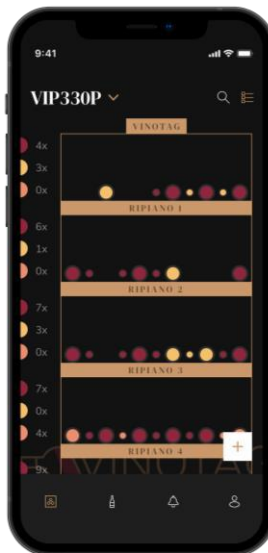 9:41
VIP330P
VINOTAG
4x
3x
0x
RIPIANO 1
6x
1x
0x
RIPIANO 2
7x
3x
0x
RIPIANO 3
7x
0x
4x
+
RIPIANO 4
VINOTAG
9x